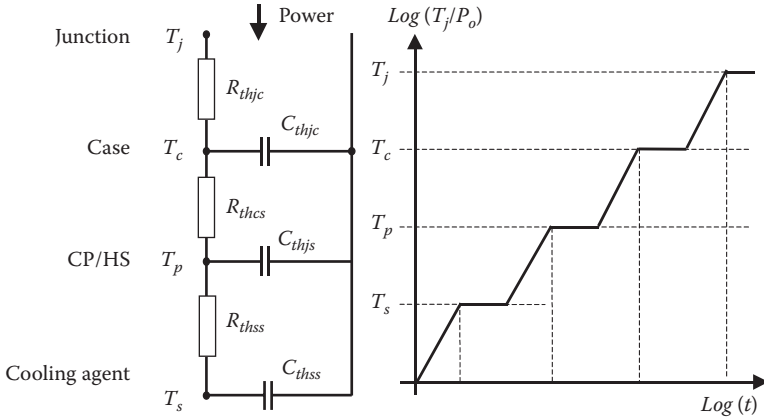 Power
Junction
Tj
Rthjc
Cthjc
Case
Tc
Rthcs
Cthjs
CP/HS
Tp
Rthss
Cthss
Cooling agent
Ts
Log (Tj/Po)
Tj
Tc
Tp
Ts
Log (t)